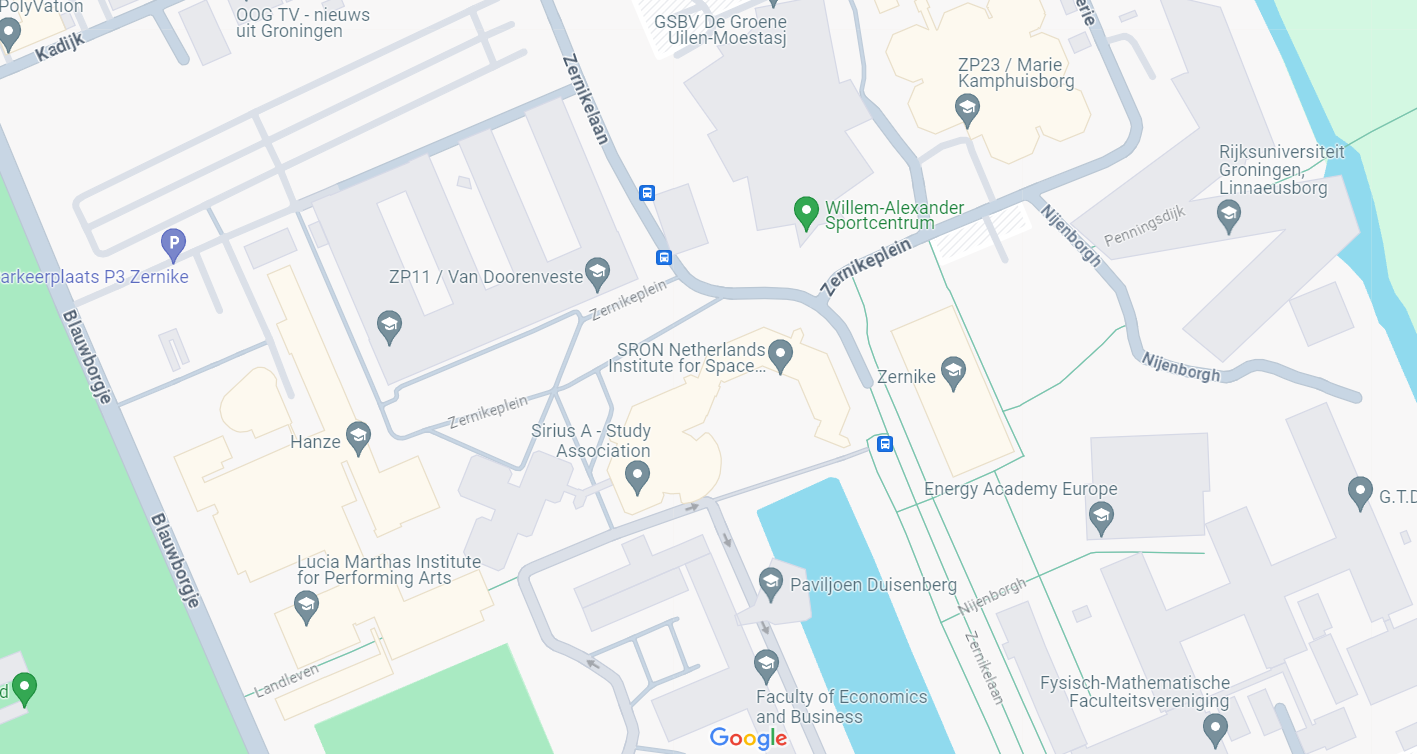 PolyVation
OOG TV - nieuws
uit Groningen
Kadijk
GSBV De Groene
Uilen-Moestasj
erie
Zernikelaan
ZP23 / Marie
Kamphuisborg
Rijksuniversiteit
Groningen,
Linnaeusborg
Willem-Alexander
Sportcentrum
Penningsdijk
Nijenborgh
Zernikeplein
P
arkeerplaats P3 Zernike
ZP11 / Van Doorenveste
Zernikeplein
Blauwborgje
SRON Netherlands
Institute for Space...
Zernike
Nijenborgh
Zernikeplein
Hanze
Sirius A - Study
Association
Energy Academy Europe
G.T.D
Blauwborgje
Lucia Marthas Institute
for Performing Arts
Paviljoen Duisenberg
Nijenborgh
Zernikelaan
Landleven
d
Faculty of Economics
and Business
Fysisch-Mathematische
Faculteitsvereniging
Google